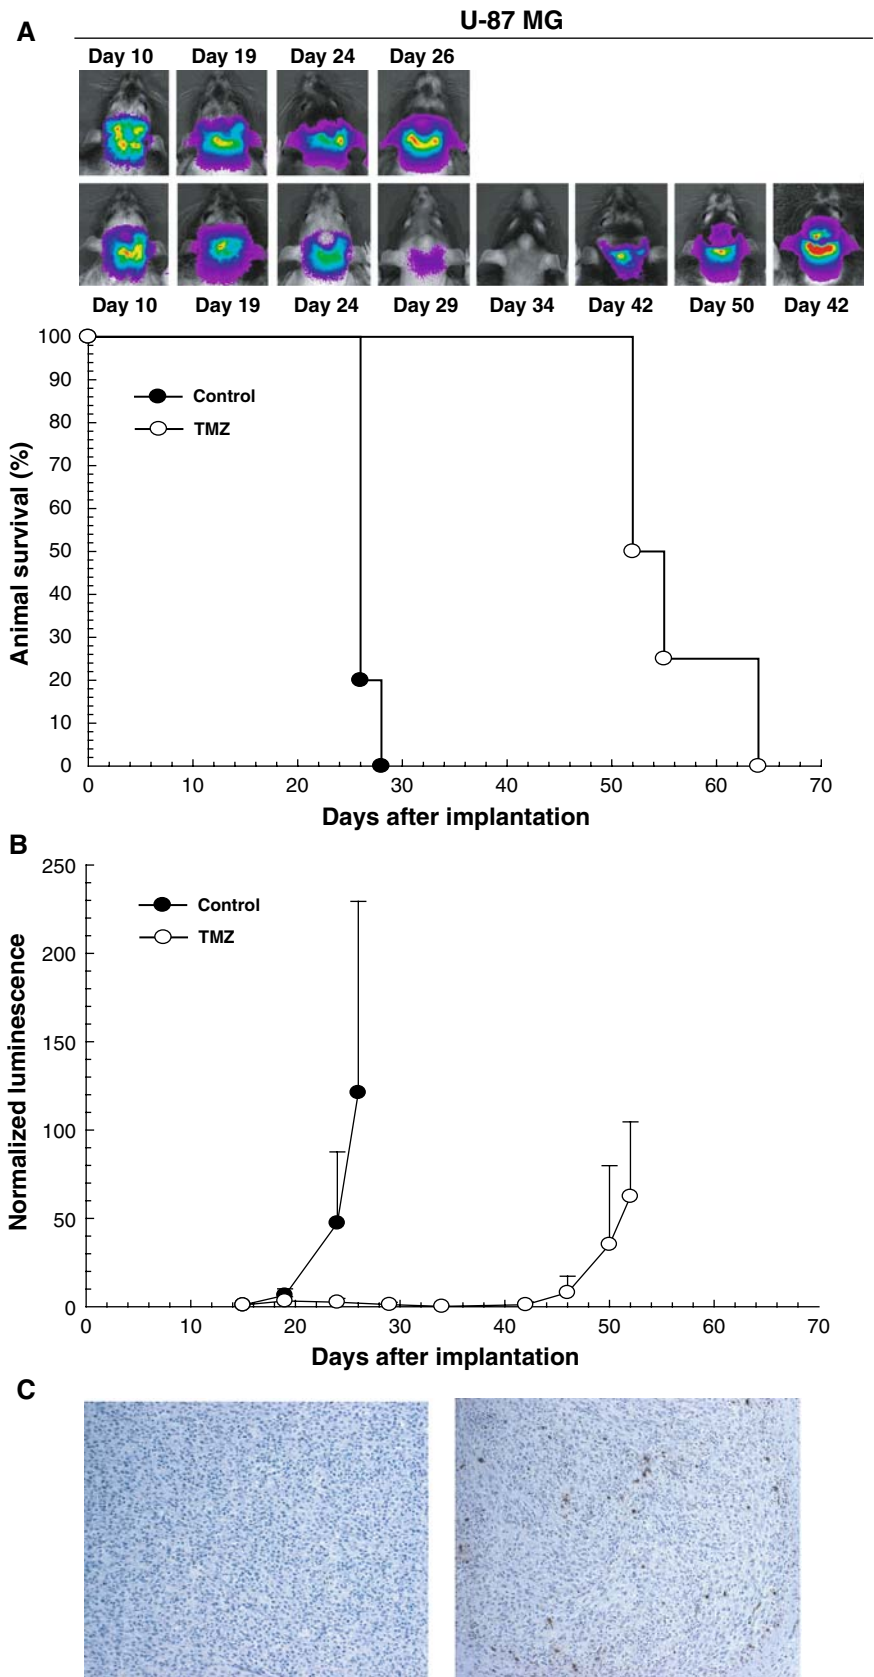 A
U-87 MG
Day 10 Day 19 Day 24 Day 26
Day 10 Day 19 Day 24 Day 29 Day 34 Day 42 Day 50 Day 42
100
90
80
70
60
50
40
30
20
10
0
Animal survival (%)
Control
TMZ
0 10 20 30 40 50 60 70
Days after implantation
B
250
200
150
100
50
0
Normalized luminescence
Control
TMZ
0 10 20 30 40 50 60 70
Days after implantation
C